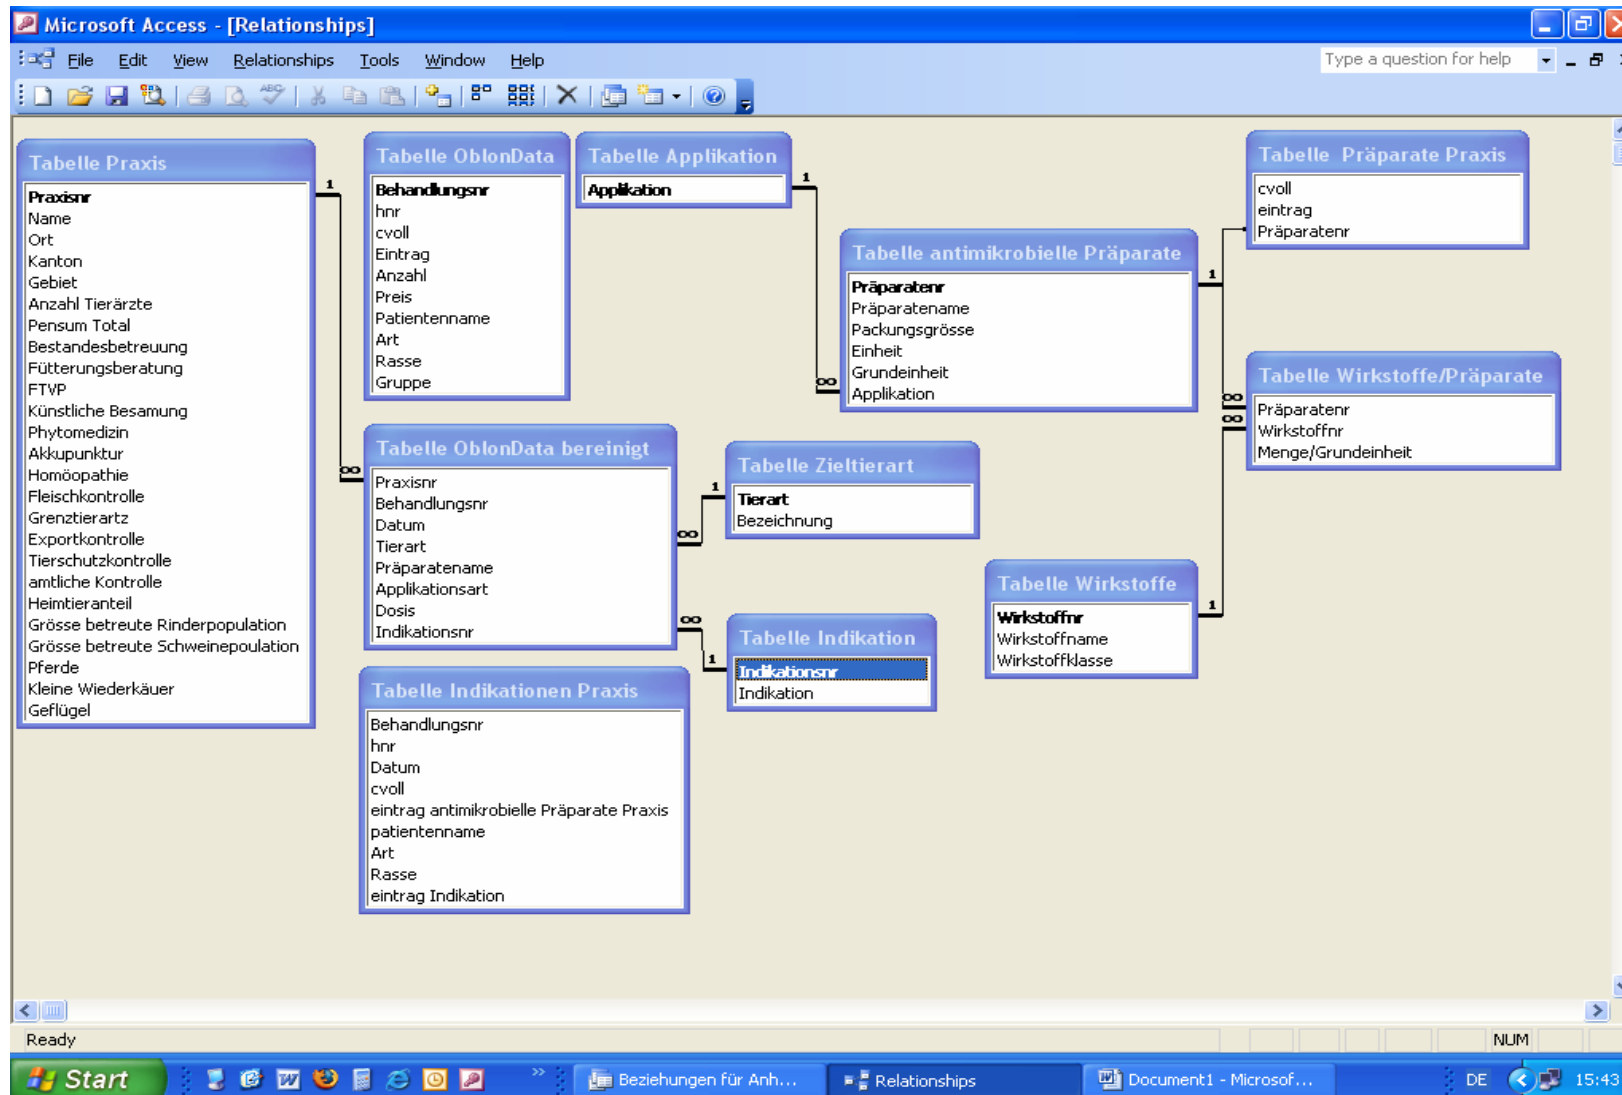 Microsoft Access - [Relationships]
File Edit View Relationships Tools Window Help
Type a question for help
Tabelle Praxis
Praxisnr
Name
Ort
Kanton
Gebiet
Anzahl Tierärzte
Pensum Total
Bestandesbetreuung
Fütterungsberatung
FTVP
Künstliche Besamung
Phytomedizin
Akkupunktur
Homöopathie
Fleischkontrolle
Grenztierartz
Exportkontrolle
Tierschutzkontrolle
amtliche Kontrolle
Heimtieranteil
Grösse betreute Rinderpopulation
Grösse betreute Schweinepoulation
Pferde
Kleine Wiederkäuer
Geflügel
1
∞
Tabelle OblonData
Behandlungsnr
hnr
cvoll
Eintrag
Anzahl
Preis
Patientenname
Art
Rasse
Gruppe
Tabelle Applikation
Applikation
1
∞
Tabelle antimikrobielle Präparate
Präparatenr
Präparatename
Packungsgrösse
Einheit
Grundeinheit
Applikation
1
Tabelle Präparate Praxis
cvoll
eintrag
Präparatenr
∞
∞
Tabelle Wirkstoffe/Präparate
Präparatenr
Wirkstoffnr
Menge/Grundeinheit
Tabelle OblonData bereinigt
Praxisnr
Behandlungsnr
Datum
Tierart
Präparatename
Applikationsart
Dosis
Indikationsnr
∞
1
Tabelle Zieltierart
Tierart
Bezeichnung
∞
1
Tabelle Indikation
Indikationsnr
Indikation
Tabelle Wirkstoffe
Wirkstoffnr
Wirkstoffname
Wirkstoffklasse
1
Tabelle Indikationen Praxis
Behandlungsnr
hnr
Datum
cvoll
eintrag antimikrobielle Präparate Praxis
patientenname
Art
Rasse
eintrag Indikation
Ready
NUM
Start
Beziehungen für Anh...
Relationships
Document1 - Microsof...
DE
15:43